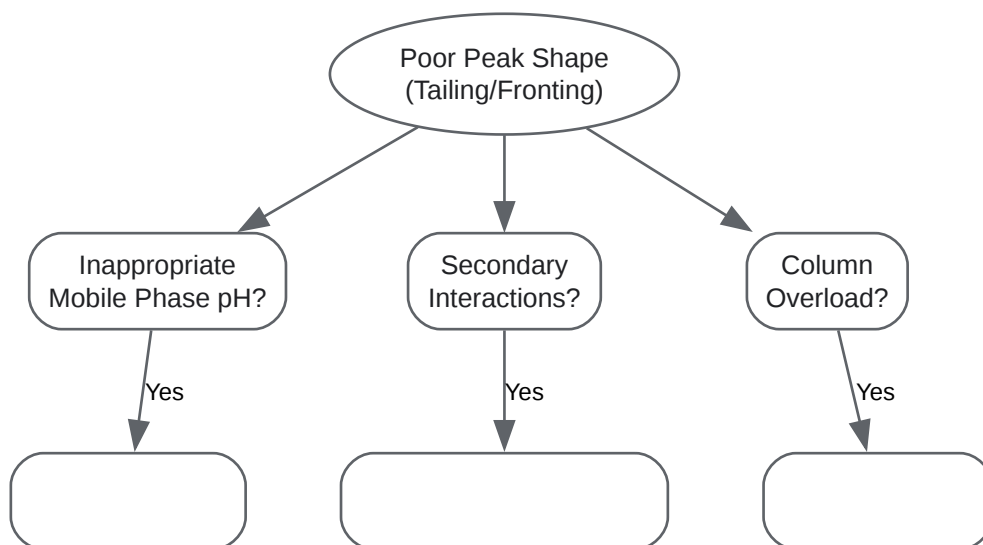 Poor Peak Shape
(Tailing/Fronting)
Inappropriate
Mobile Phase pH?
Secondary
Interactions?
Column
Overload?
Yes
Yes
Yes